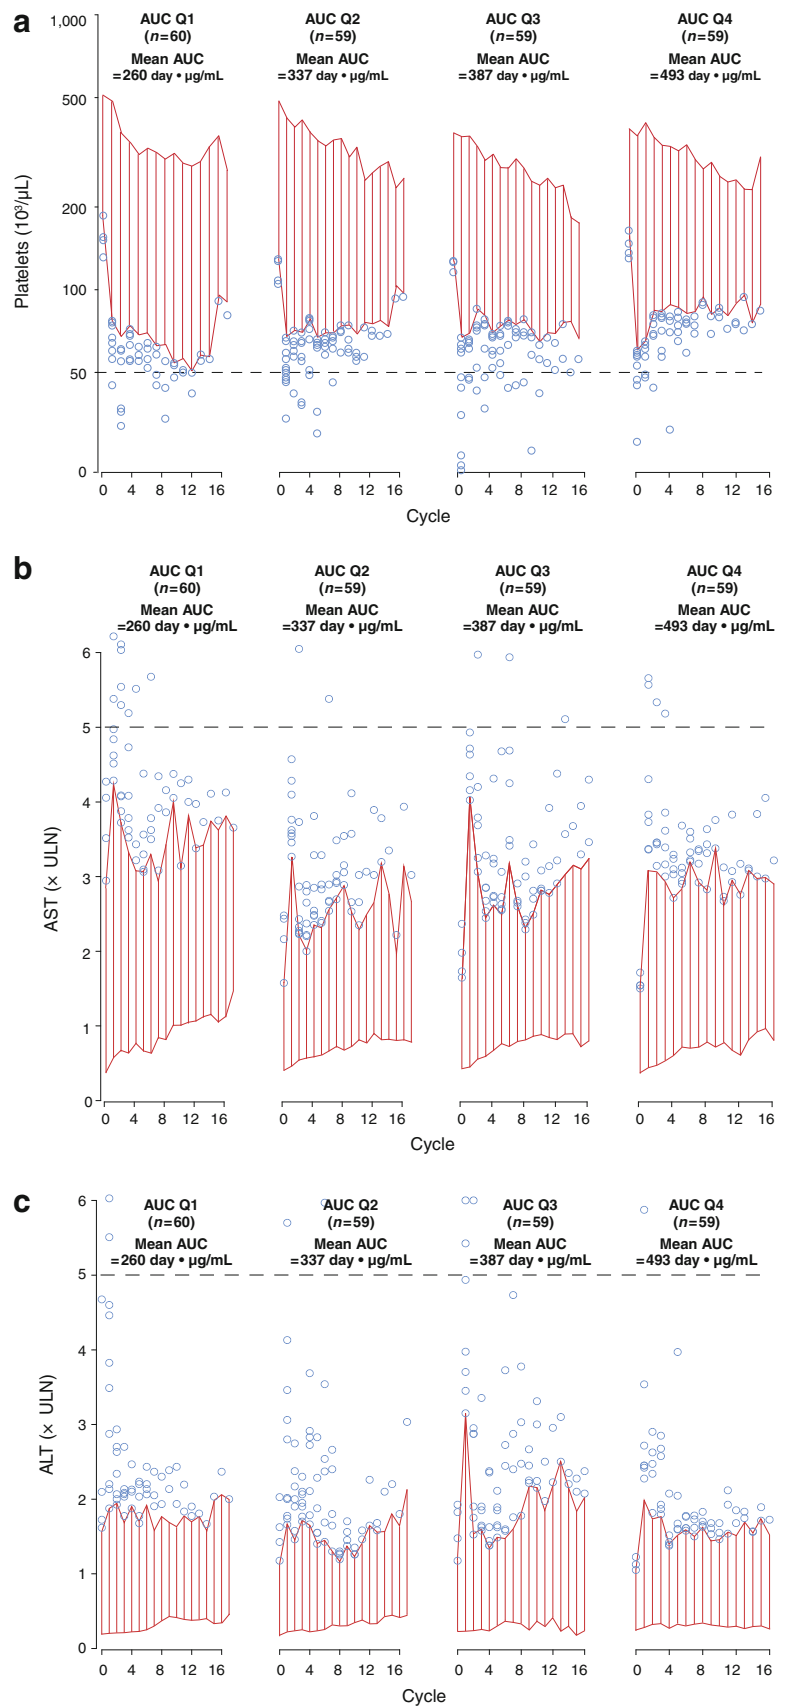 a
AUC Q1 AUC Q2 AUC Q3 AUC Q4
(n=60) (n=59) (n=59) (n=59)
Mean AUC Mean AUC Mean AUC Mean AUC
=260 day • µg/mL =337 day • µg/mL =387 day • µg/mL =493 day • µg/mL
Platelets (10³/µL)
1,000
500
200
100
50
0
0 4 8 12 16 0 4 8 12 16 0 4 8 12 16 0 4 8 12 16
Cycle
b
AUC Q1 AUC Q2 AUC Q3 AUC Q4
(n=60) (n=59) (n=59) (n=59)
Mean AUC Mean AUC Mean AUC Mean AUC
=260 day • µg/mL =337 day • µg/mL =387 day • µg/mL =493 day • µg/mL
AST (× ULN)
6
5
4
3
2
1
0
0 4 8 12 16 0 4 8 12 16 0 4 8 12 16 0 4 8 12 16
Cycle
c
AUC Q1 AUC Q2 AUC Q3 AUC Q4
(n=60) (n=59) (n=59) (n=59)
Mean AUC Mean AUC Mean AUC Mean AUC
=260 day • µg/mL =337 day • µg/mL =387 day • µg/mL =493 day • µg/mL
ALT (× ULN)
6
5
4
3
2
1
0
0 4 8 12 16 0 4 8 12 16 0 4 8 12 16 0 4 8 12 16
Cycle